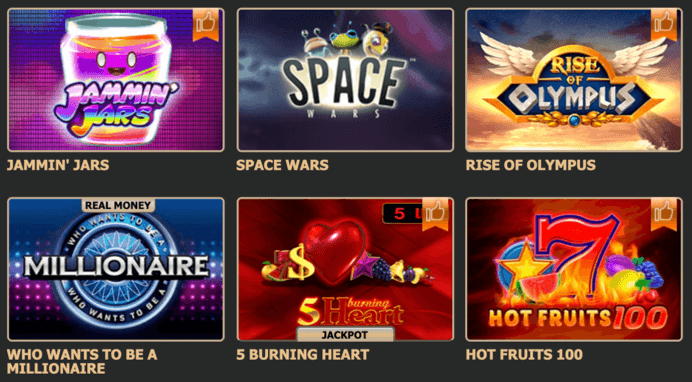 JAMMIN'
JARS
JAMMIN' JARS
SPACE
WARS
SPACE WARS
RISE
OF
OLYMPUS
RISE OF OLYMPUS
REAL MONEY
WHO WANTS TO BE A
MILLIONAIRE
WHO WANTS TO BE A
WHO WANTS TO BE A
MILLIONAIRE
5
$
5 burning
Heart
JACKPOT
5 BURNING HEART
7
HOT FRUITS 100
HOT FRUITS 100